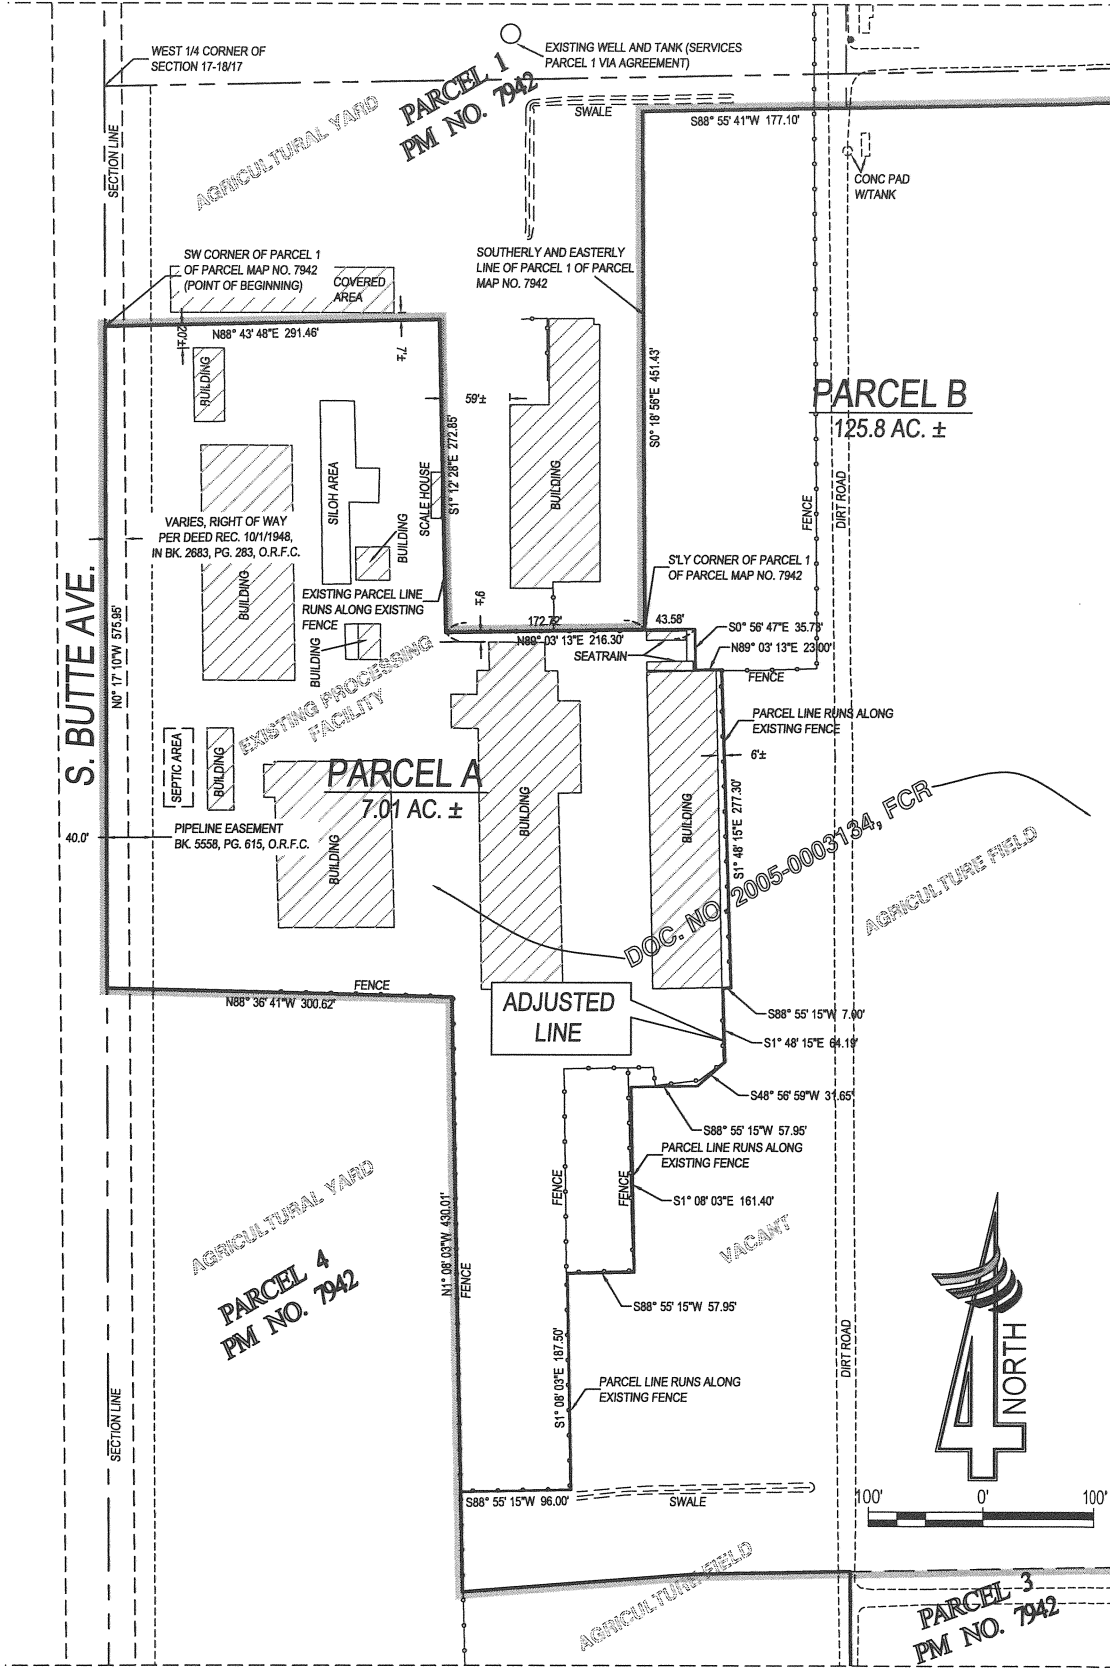 WEST 1/4 CORNER OF
SECTION 17-18/17
EXISTING WELL AND TANK (SERVICES
PARCEL 1 VIA AGREEMENT)
PARCEL 1
PM NO. 7942
AGRICULTURAL YARD
SECTION LINE
SWALE
S88° 55' 41"W 177.10'
CONC PAD
W/TANK
SW CORNER OF PARCEL 1
OF PARCEL MAP NO. 7942
(POINT OF BEGINNING)
COVERED
AREA
SOUTHERLY AND EASTERLY
LINE OF PARCEL 1 OF PARCEL
MAP NO. 7942
N88° 43' 48"E 291.46'
20'±
7'±
BUILDING
59'±
S0° 18' 56"E 451.43'
PARCEL B
125.8 AC. ±
S1° 12' 28"E 272.85'
SILOH AREA
SCALE HOUSE
BUILDING
FENCE
DIRT ROAD
VARIES, RIGHT OF WAY
PER DEED REC. 10/1/1948,
IN BK. 2683, PG. 283, O.R.F.C.
BUILDING
BUILDING
EXISTING PARCEL LINE
RUNS ALONG EXISTING
FENCE
S'LY CORNER OF PARCEL 1
OF PARCEL MAP NO. 7942
S. BUTTE AVE.
N0° 17' 10"W 575.95'
172.72'
43.58'
N89° 03' 13"E 216.30'
S0° 56' 47"E 35.73'
N89° 03' 13"E 23.00'
SEATRAIN
FENCE
BUILDING
EXISTING PROCESSING
FACILITY
PARCEL LINE RUNS ALONG
EXISTING FENCE
6'±
SEPTIC AREA
BUILDING
PARCEL A
7.01 AC. ±
BUILDING
BUILDING
BUILDING
S1° 48' 15"E 277.30'
40.0'
PIPELINE EASEMENT
BK. 5558, PG. 615, O.R.F.C.
DOC. NO. 2005-0003134, FCR
AGRICULTURE FIELD
FENCE
N88° 36' 41"W 300.62'
ADJUSTED
LINE
S88° 55' 15"W 7.00'
S1° 48' 15"E 64.19'
S48° 56' 59"W 31.65'
S88° 55' 15"W 57.95'
PARCEL LINE RUNS ALONG
EXISTING FENCE
FENCE
FENCE
S1° 08' 03"E 161.40'
AGRICULTURAL YARD
PARCEL 4
PM NO. 7942
N1° 08' 03"W 430.01'
FENCE
VACANT
S88° 55' 15"W 57.95'
S1° 08' 03"E 187.50'
PARCEL LINE RUNS ALONG
EXISTING FENCE
DIRT ROAD
NORTH
SECTION LINE
S88° 55' 15"W 96.00'
SWALE
100'
0'
100'
AGRICULTURE FIELD
PARCEL 3
PM NO. 7942